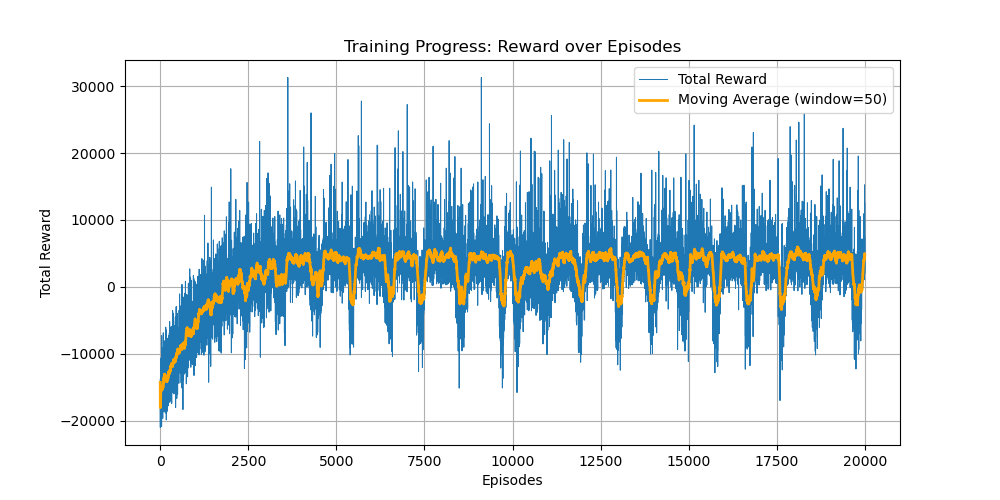 Training Progress: Reward over Episodes
Total Reward
Moving Average (window=50)
Total Reward
30000
20000
10000
0
−10000
−20000
0 2500 5000 7500 10000 12500 15000 17500 20000
Episodes